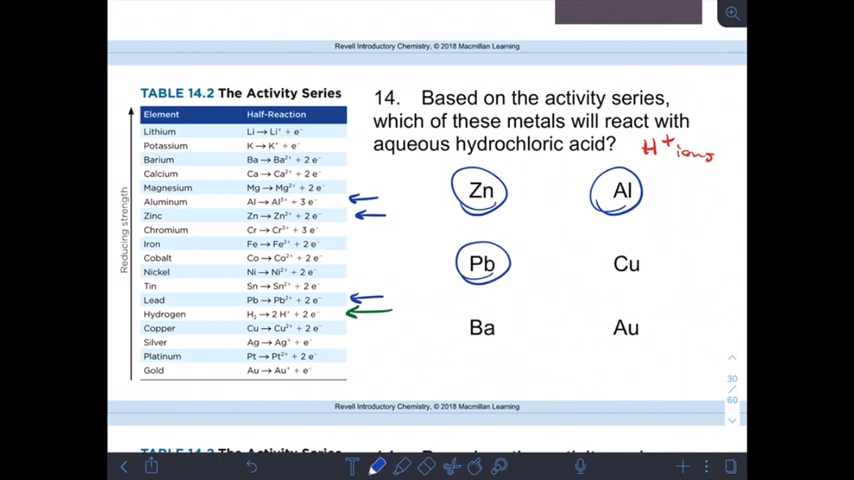 Revell Introductory Chemistry, © 2018 Macmillan Learning
TABLE 14.2 The Activity Series
Element Half-Reaction
Lithium Li → Li⁺ + e⁻
Potassium K → K⁺ + e⁻
Barium Ba → Ba²⁺ + 2 e⁻
Calcium Ca → Ca²⁺ + 2 e⁻
Magnesium Mg → Mg²⁺ + 2 e⁻
Aluminum Al → Al³⁺ + 3 e⁻
Zinc Zn → Zn²⁺ + 2 e⁻
Chromium Cr → Cr³⁺ + 3 e⁻
Iron Fe → Fe²⁺ + 2 e⁻
Cobalt Co → Co²⁺ + 2 e⁻
Nickel Ni → Ni²⁺ + 2 e⁻
Tin Sn → Sn²⁺ + 2 e⁻
Lead Pb → Pb²⁺ + 2 e⁻
Hydrogen H₂ → 2 H⁺ + 2 e⁻
Copper Cu → Cu²⁺ + 2 e⁻
Silver Ag → Ag⁺ + e⁻
Platinum Pt → Pt²⁺ + 2 e⁻
Gold Au → Au⁺ + e⁻
Reducing strength
14. Based on the activity series,
which of these metals will react with
aqueous hydrochloric acid?
H⁺ ions
Zn Al
Pb Cu
Ba Au
30
/
60
Revell Introductory Chemistry, © 2018 Macmillan Learning